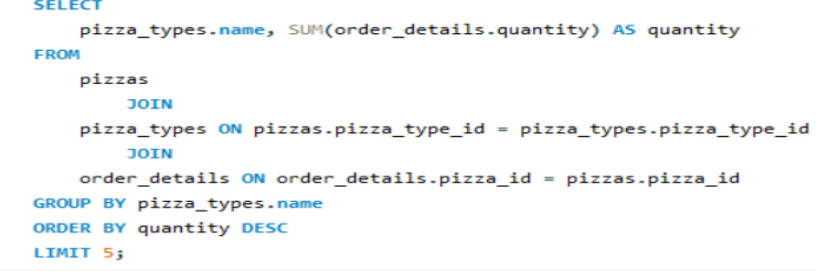 SELECT
pizza_types.name, SUM(order_details.quantity) AS quantity
FROM
pizzas
JOIN
pizza_types ON pizzas.pizza_type_id = pizza_types.pizza_type_id
JOIN
order_details ON order_details.pizza_id = pizzas.pizza_id
GROUP BY pizza_types.name
ORDER BY quantity DESC
LIMIT 5;